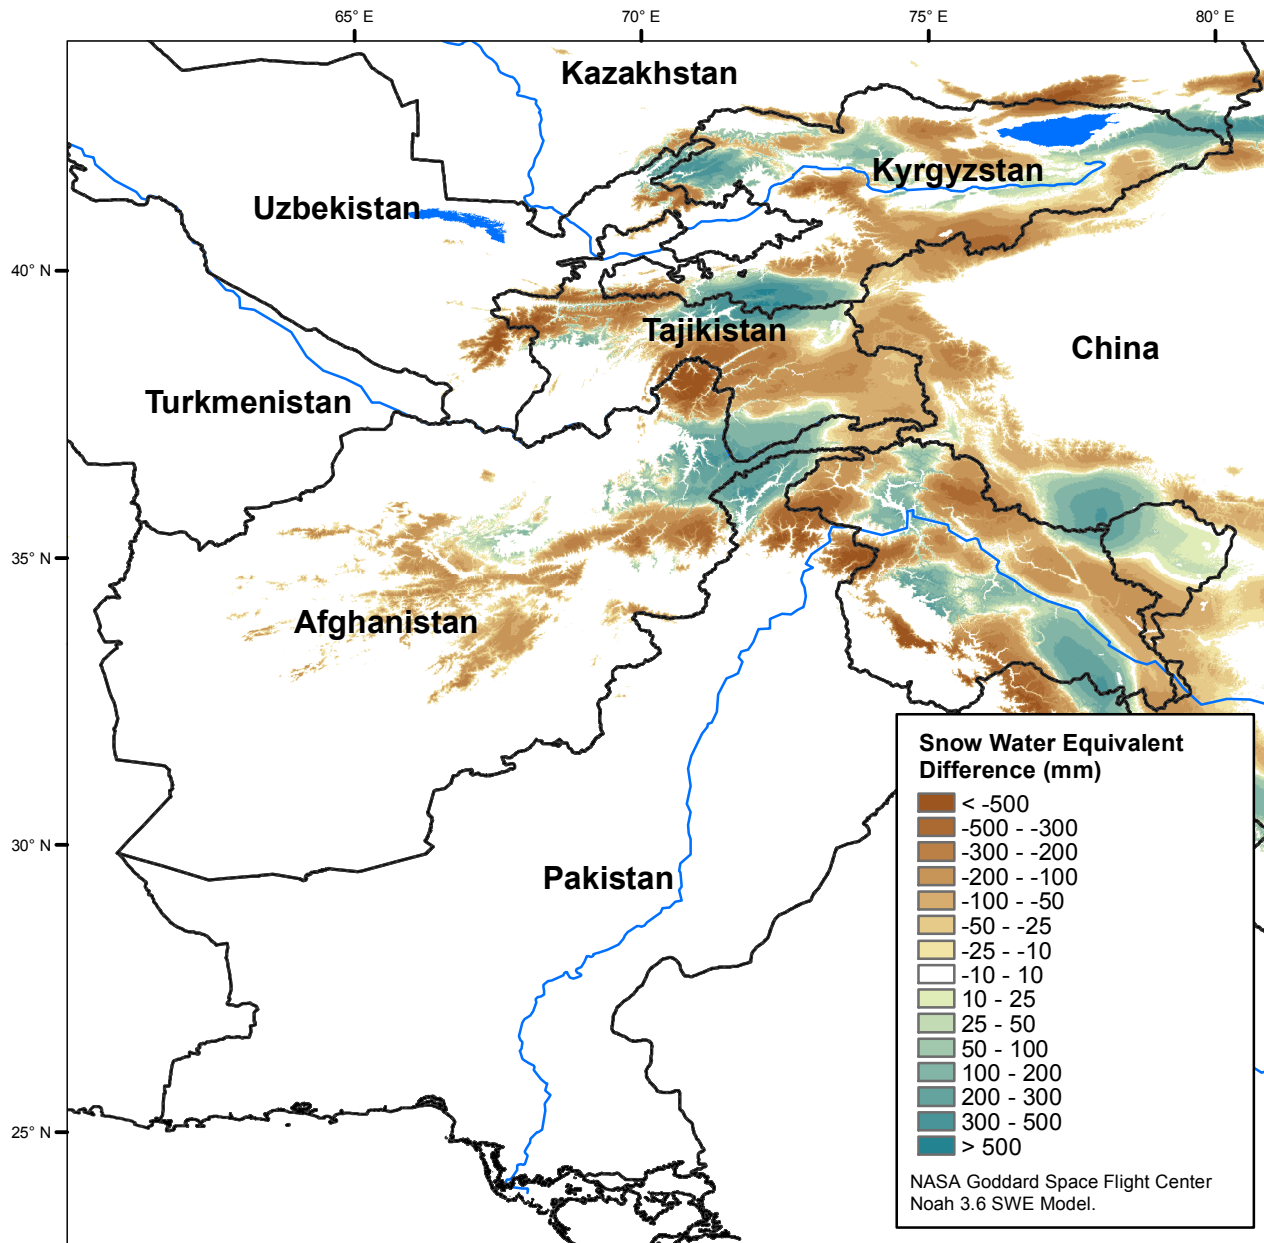 65° E
70° E
75° E
80° E
Kazakhstan
Kyrgyzstan
Uzbekistan
40° N
Tajikistan
China
Turkmenistan
35° N
Afghanistan
30° N
Pakistan
25° N
Snow Water Equivalent
Difference (mm)
< -500
-500 - -300
-300 - -200
-200 - -100
-100 - -50
-50 - -25
-25 - -10
-10 - 10
10 - 25
25 - 50
50 - 100
100 - 200
200 - 300
300 - 500
> 500
NASA Goddard Space Flight Center
Noah 3.6 SWE Model.